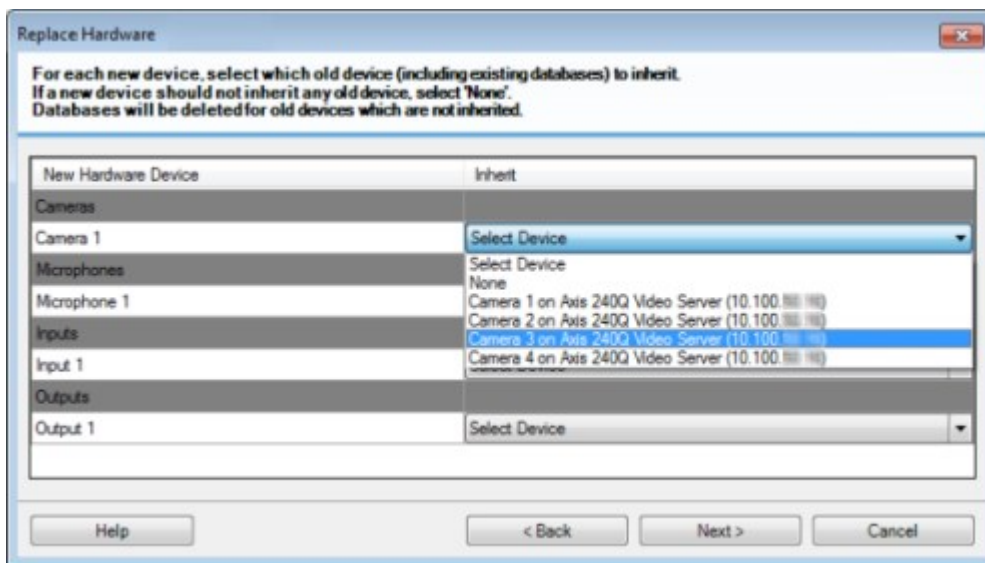 Replace Hardware
For each new device, select which old device (including existing databases) to inherit.
If a new device should not inherit any old device, select 'None'.
Databases will be deleted for old devices which are not inherited.
New Hardware Device Inherit
Cameras
Camera 1 Select Device
Select Device
None
Microphones
Microphone 1
Camera 1 on Axis 240Q Video Server (10.100.
Camera 2 on Axis 240Q Video Server (10.100.
Camera 3 on Axis 240Q Video Server (10.100.
Camera 4 on Axis 240Q Video Server (10.100.
Inputs
Input 1 Select Device
Outputs
Output 1 Select Device
Help < Back Next > Cancel